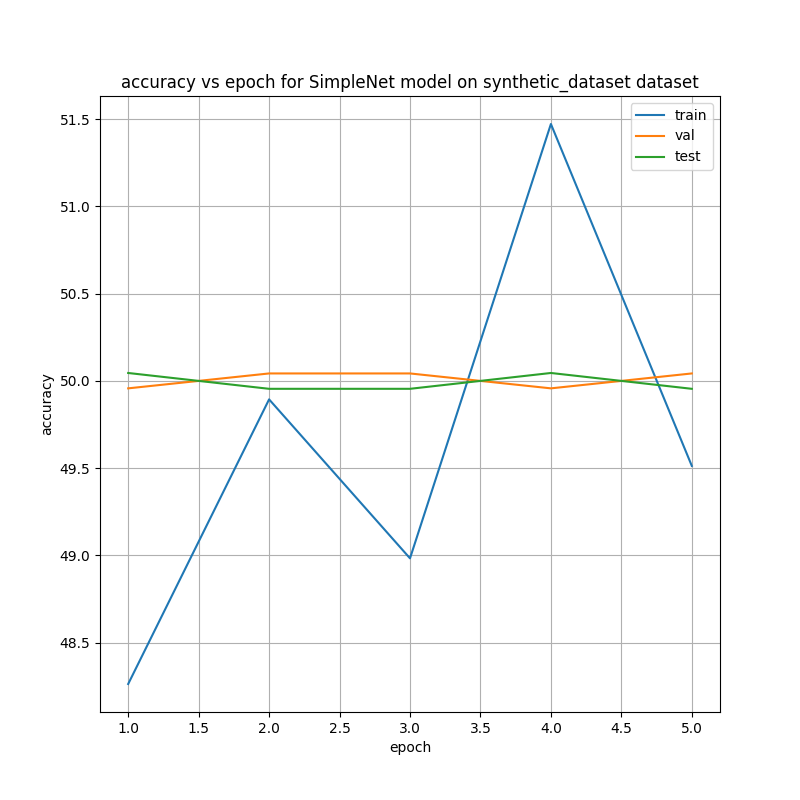 accuracy vs epoch for SimpleNet model on synthetic_dataset dataset
train
val
test
51.5
51.0
50.5
50.0
49.5
49.0
48.5
accuracy
1.0 1.5 2.0 2.5 3.0 3.5 4.0 4.5 5.0
epoch